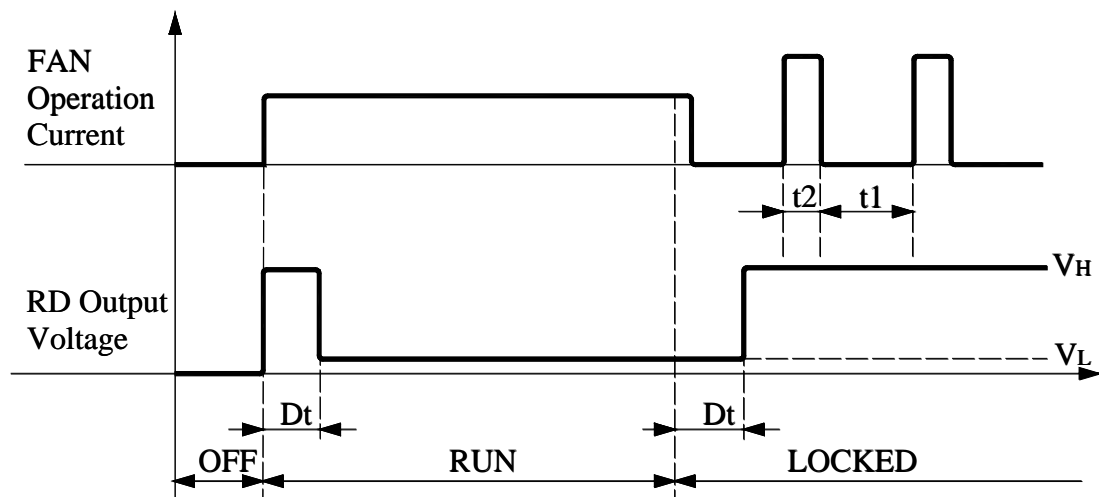 FAN
Operation
Current
t2
t1
RD Output
Voltage
VH
VL
Dt
Dt
OFF
RUN
LOCKED